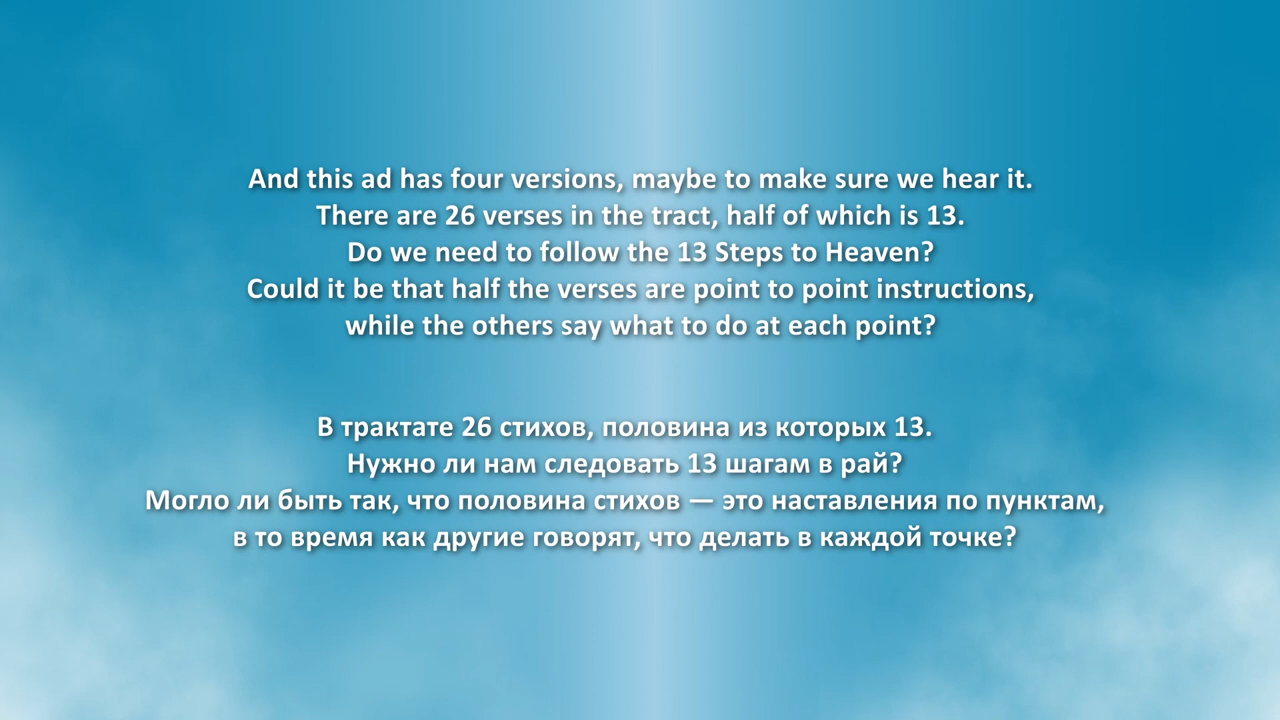 And this ad has four versions, maybe to make sure we hear it.
There are 26 verses in the tract, half of which is 13.
Do we need to follow the 13 Steps to Heaven?
Could it be that half the verses are point to point instructions,
while the others say what to do at each point?
В трактате 26 стихов, половина из которых 13.
Нужно ли нам следовать 13 шагам в рай?
Могло ли быть так, что половина стихов — это наставления по пунктам,
в то время как другие говорят, что делать в каждой точке?